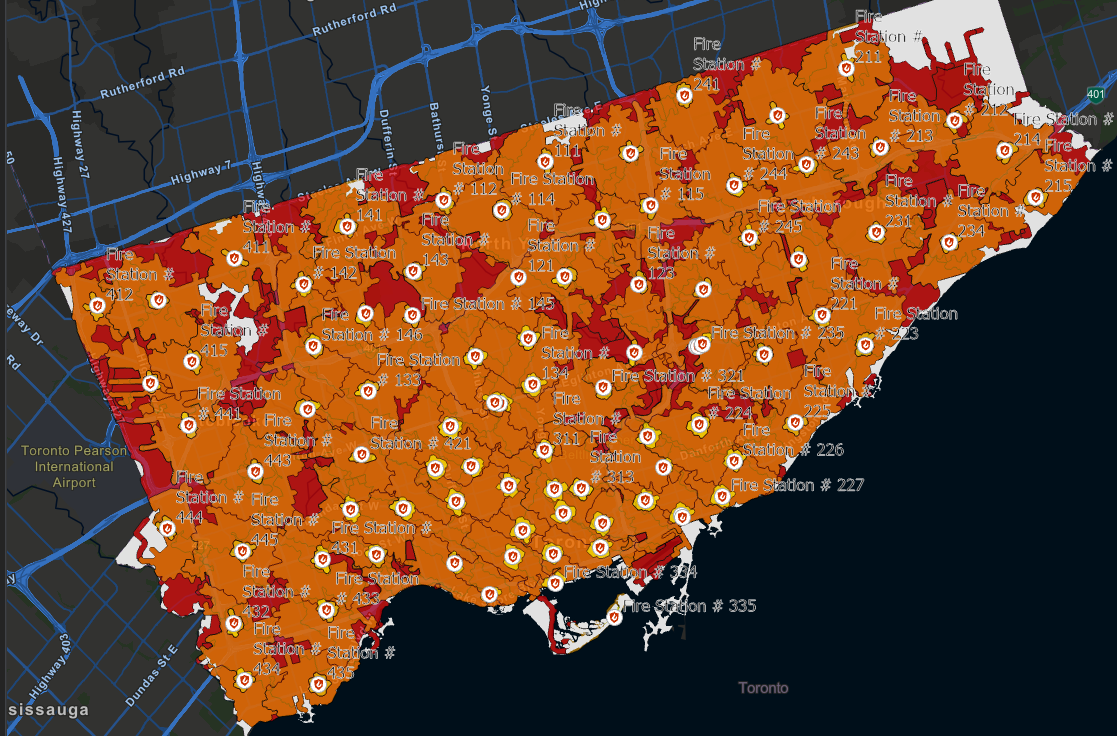 Rutherford Rd
Rutherford Rd
High
Highway 27
Highway 7
Highway 427
Dufferin
Bathurs
Yonge S
401
Fire
Station #
211
Fire
Station #
241
Fire
Station
# 212
Fire
Station #
111
Fire
Station
# 213
Fire Station #
214
Fire
Station
# 243
Fire
Station #
215
Fire
Station
# 244
Fire
Station
# 112
Fire Station
# 114
Fire
Station
# 115
Fire
Station #
141
Fire
Station #
231
Fire
Station #
234
Fire
Station #
411
Fire
Station #
143
Fire
Station #
121
Fire
Station #
123
Fire Station
# 245
Fire
Station #
412
Fire Station
# 142
Fire
Station #
221
Fire
Station #
415
Fire
Station
# 146
Fire Station # 145
Fire Station # 235
Fire Station
# 223
Fire Station
# 133
Fire
Station #
134
Fire Station # 321
Fire Station
# 441
Fire
Station #
311
Fire Station
# 224
Fire
Station #
225
Fire
Station #
443
Fire
Station # 421
Fire
Station
# 313
Fire
Station
# 226
Danforth
Fire Station # 227
Toronto Pearson
International
Airport
Fire
Station #
444
Fire
Station #
445
Fire Station #
431
Fire Station # 334
Fire
Station #
432
Fire
Station
# 433
Fire Station # 335
Fire
Station
# 434
Fire
Station #
435
Highway 403
Dundas St E
sissauga
Toronto